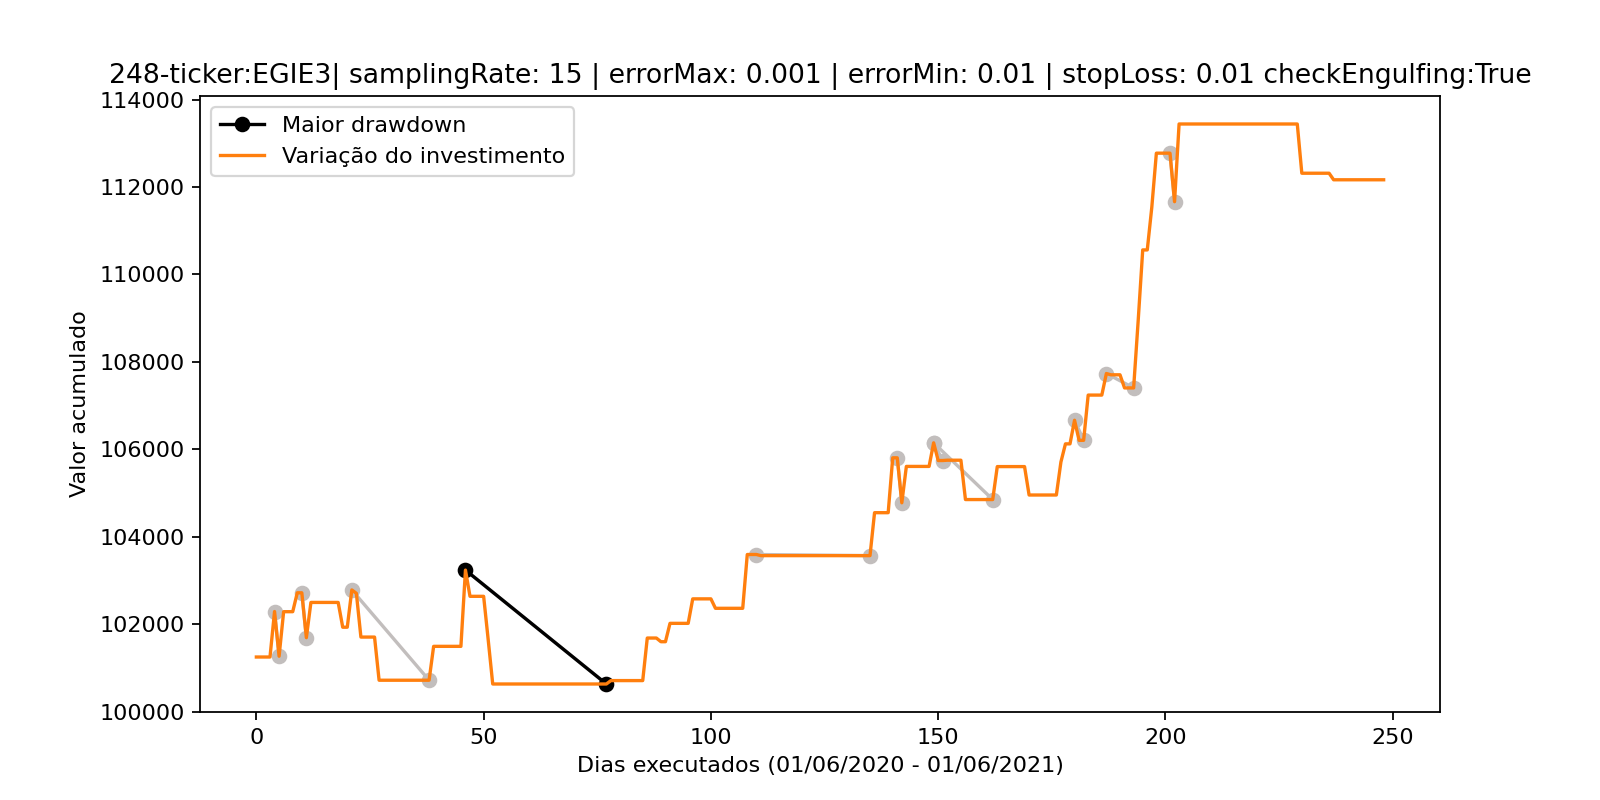 248-ticker:EGIE3| samplingRate: 15 | errorMax: 0.001 | errorMin: 0.01 | stopLoss: 0.01 checkEngulfing:True
Maior drawdown
Variação do investimento
Valor acumulado
114000
112000
110000
108000
106000
104000
102000
100000
0 50 100 150 200 250
Dias executados (01/06/2020 - 01/06/2021)